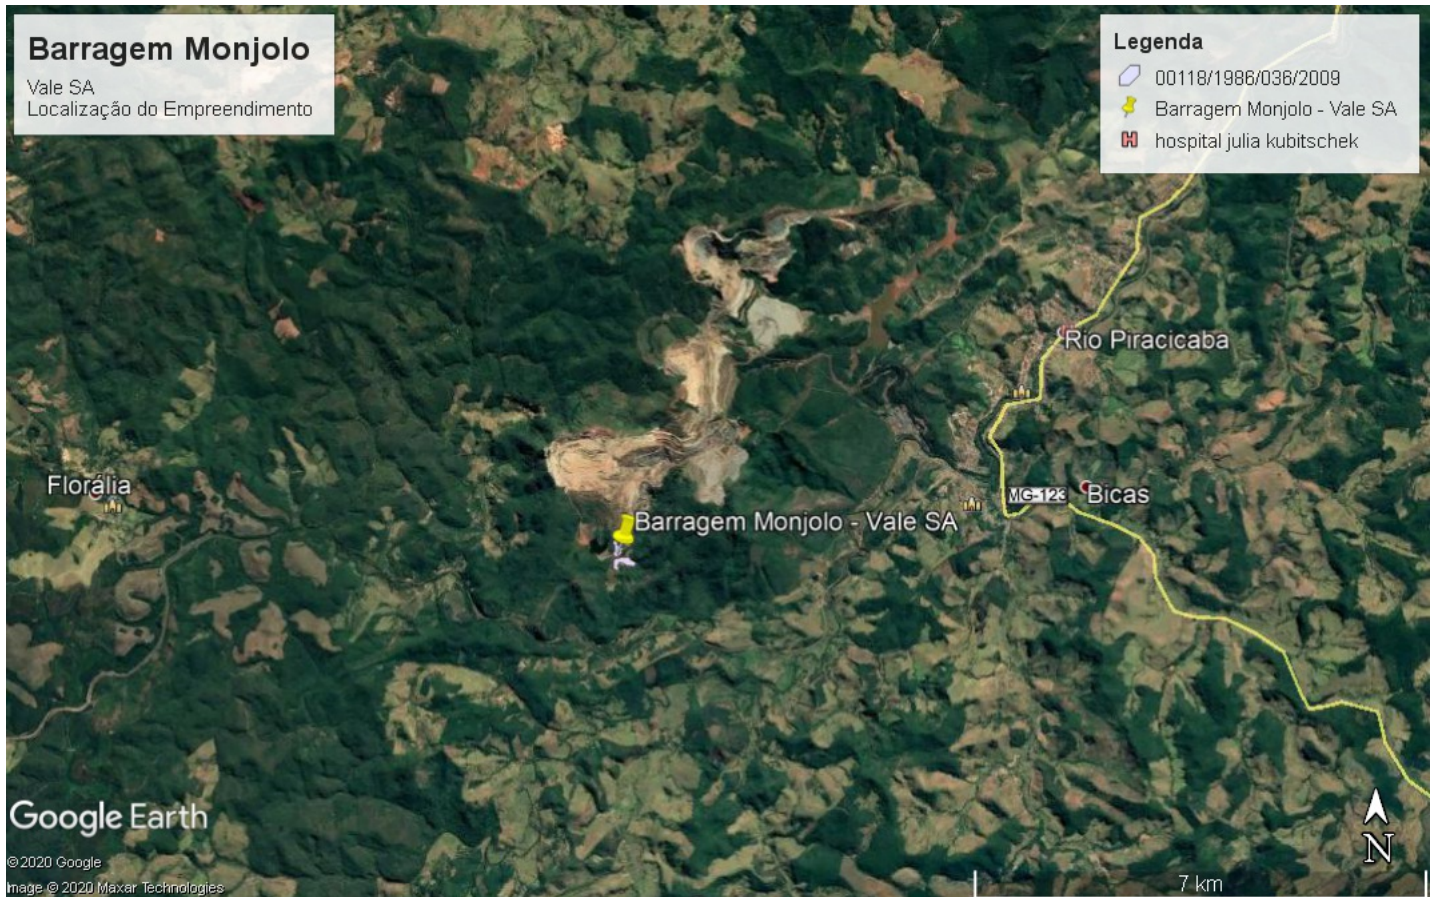 Barragem Monjolo
Vale SA
Localização do Empreendimento
Legenda
00118/1986/036/2009
Barragem Monjolo - Vale SA
H hospital julia kubitschek
Rio Piracicaba
Florália
MG-123
Bicas
Barragem Monjolo - Vale SA
Google Earth
N
© 2020 Google
Image © 2020 Maxar Technologies
7 km